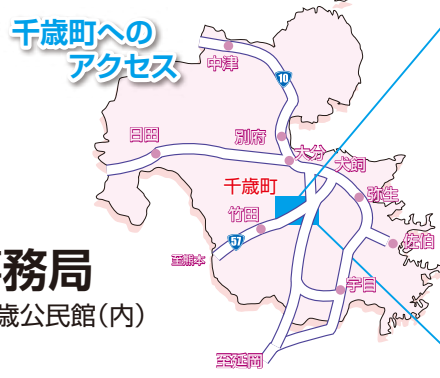 千歳町への
アクセス
中津
10
日田
別府
大分
犬飼
千歳町
弥生
竹田
佐伯
57
至熊本
宇目
務局
歳公民館(内)
至延岡